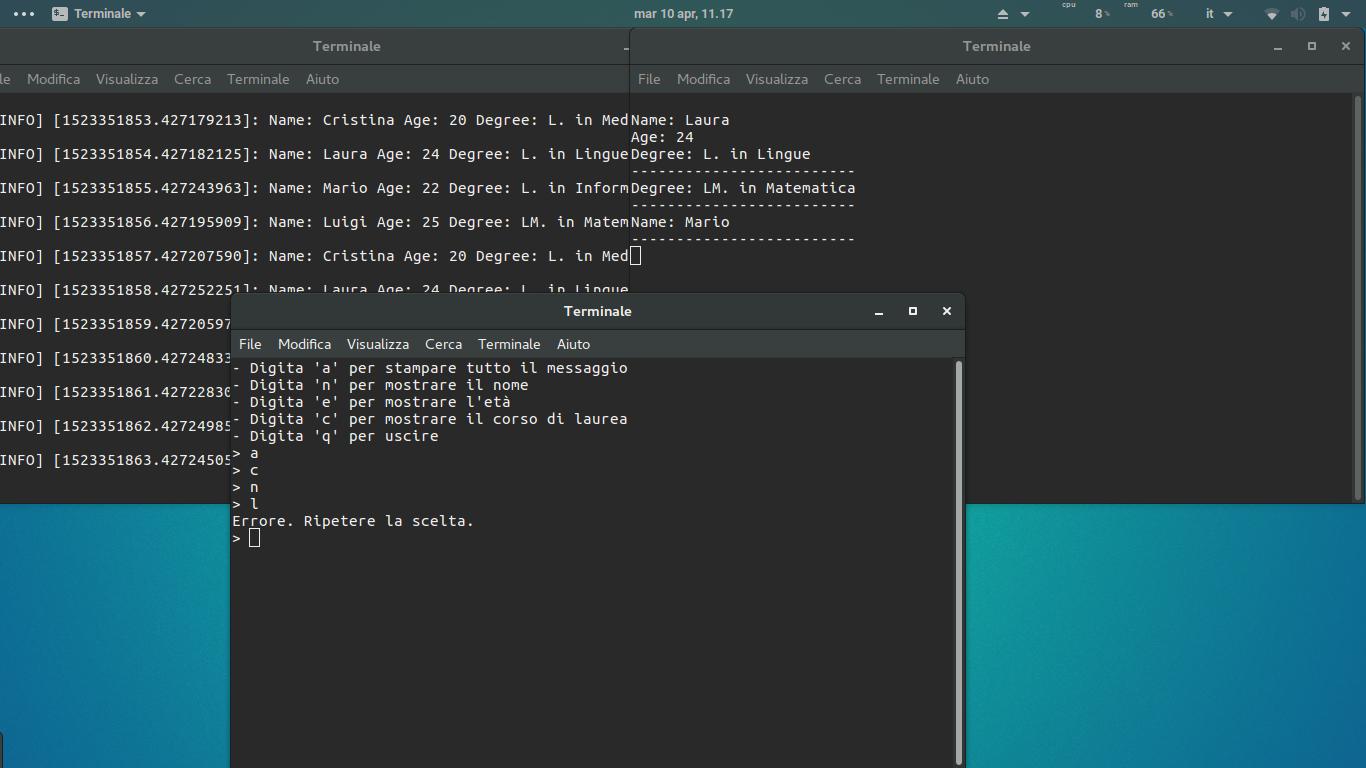 Terminale
mar 10 apr, 11.17
cpu
8%
ram
66%
it
Terminale
Modifica Visualizza Cerca Terminale Aiuto
INFO] [1523351853.427179213]: Name: Cristina Age: 20 Degree: L. in Med
INFO] [1523351854.427182125]: Name: Laura Age: 24 Degree: L. in Lingue
INFO] [1523351855.427243963]: Name: Mario Age: 22 Degree: L. in Inform
INFO] [1523351856.427195909]: Name: Luigi Age: 25 Degree: LM. in Matem
INFO] [1523351857.427207590]: Name: Cristina Age: 20 Degree: L. in Med
INFO] [1523351858.427252251]: Name: Laura Age: 24 Degree: L. in Lingue
INFO] [1523351859.42720597
INFO] [1523351860.42724833
INFO] [1523351861.42722830
INFO] [1523351862.42724985
INFO] [1523351863.42724505
Terminale
File Modifica Visualizza Cerca Terminale Aiuto
Name: Laura
Age: 24
Degree: L. in Lingue
-------------------------
Degree: LM. in Matematica
-------------------------
Name: Mario
-------------------------
Terminale
File Modifica Visualizza Cerca Terminale Aiuto
- Digita 'a' per stampare tutto il messaggio
- Digita 'n' per mostrare il nome
- Digita 'e' per mostrare l'età
- Digita 'c' per mostrare il corso di laurea
- Digita 'q' per uscire
> a
> c
> n
> l
Errore. Ripetere la scelta.
>